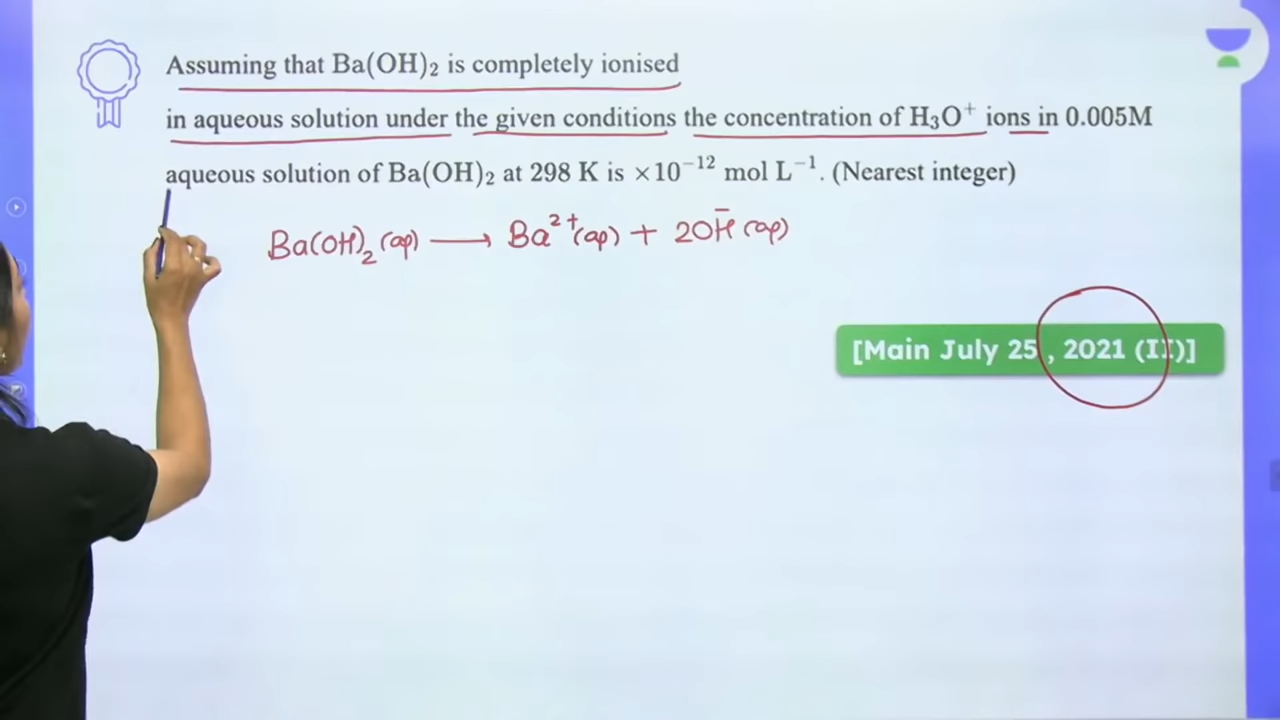 Assuming that Ba(OH)₂ is completely ionised
in aqueous solution under the given conditions the concentration of H₃O⁺ ions in 0.005M
aqueous solution of Ba(OH)₂ at 298 K is ×10⁻¹² mol L⁻¹. (Nearest integer)
Ba(OH)₂ (aq) ⟶ Ba²⁺(aq) + 2OH⁻ (aq)
[Main July 25 , 2021 (II)]